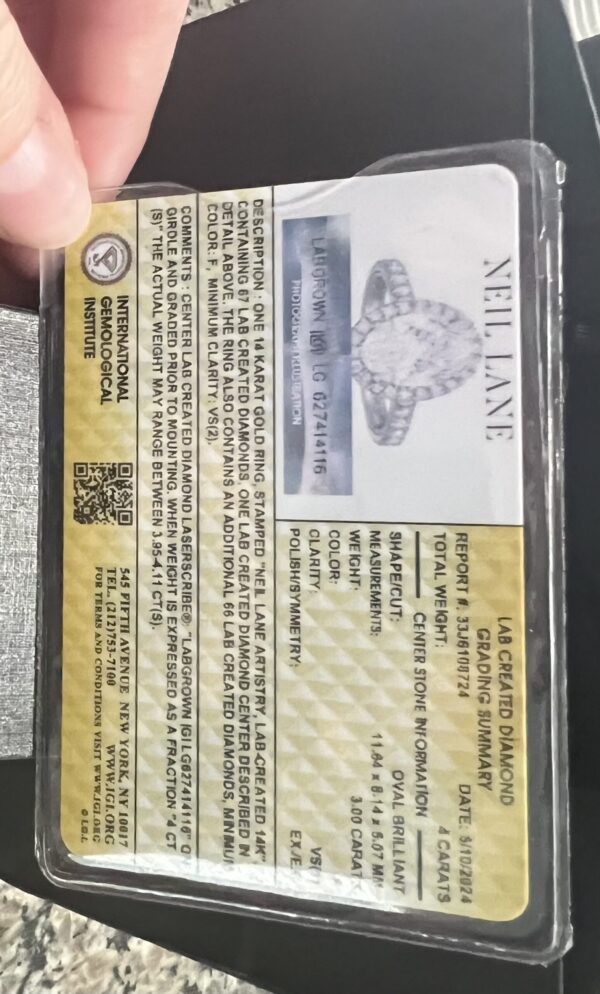 NEIL LANE
LABGROWN IGI LG 627414116
LAB CREATED DIAMOND
GRADING SUMMARY
REPORT #: 33J6108724 DATE: 5/10/2024
TOTAL WEIGHT: 4 CARATS
CENTER STONE INFORMATION
SHAPE/CUT: OVAL BRILLIANT
MEASUREMENTS: 11.64 x 8.14 x 5.07 MM
WEIGHT: 3.00 CARAT
COLOR:
CLARITY: VS(
POLISH/SYMMETRY: EX/E
DESCRIPTION : ONE 14 KARAT GOLD RING, STAMPED "NEIL LANE ARTISTRY, LAB-CREATED 14K"
CONTAINING 67 LAB CREATED DIAMONDS. ONE LAB CREATED DIAMOND CENTER DESCRIBED IN
DETAIL ABOVE. THE RING ALSO CONTAINS AN ADDITIONAL 66 LAB CREATED DIAMONDS, MINIMUM
COLOR: F, MINIMUM CLARITY: VS(2).
COMMENTS : CENTER LAB CREATED DIAMOND LASERSCRIBE® "LABGROWN IGI LG627414116" O
GIRDLE AND GRADED PRIOR TO MOUNTING. WHEN WEIGHT IS EXPRESSED AS A FRACTION "4 CT
(S)" THE ACTUAL WEIGHT MAY RANGE BETWEEN 3.95-4.11 CT(S).
INTERNATIONAL
GEMOLOGICAL
INSTITUTE
545 FIFTH AVENUE NEW YORK, NY 10017
TEL. (212)753-7100 WWW.IGI.ORG
FOR TERMS AND CONDITIONS VISIT WWW.IGI.ORG
© I.G.I.